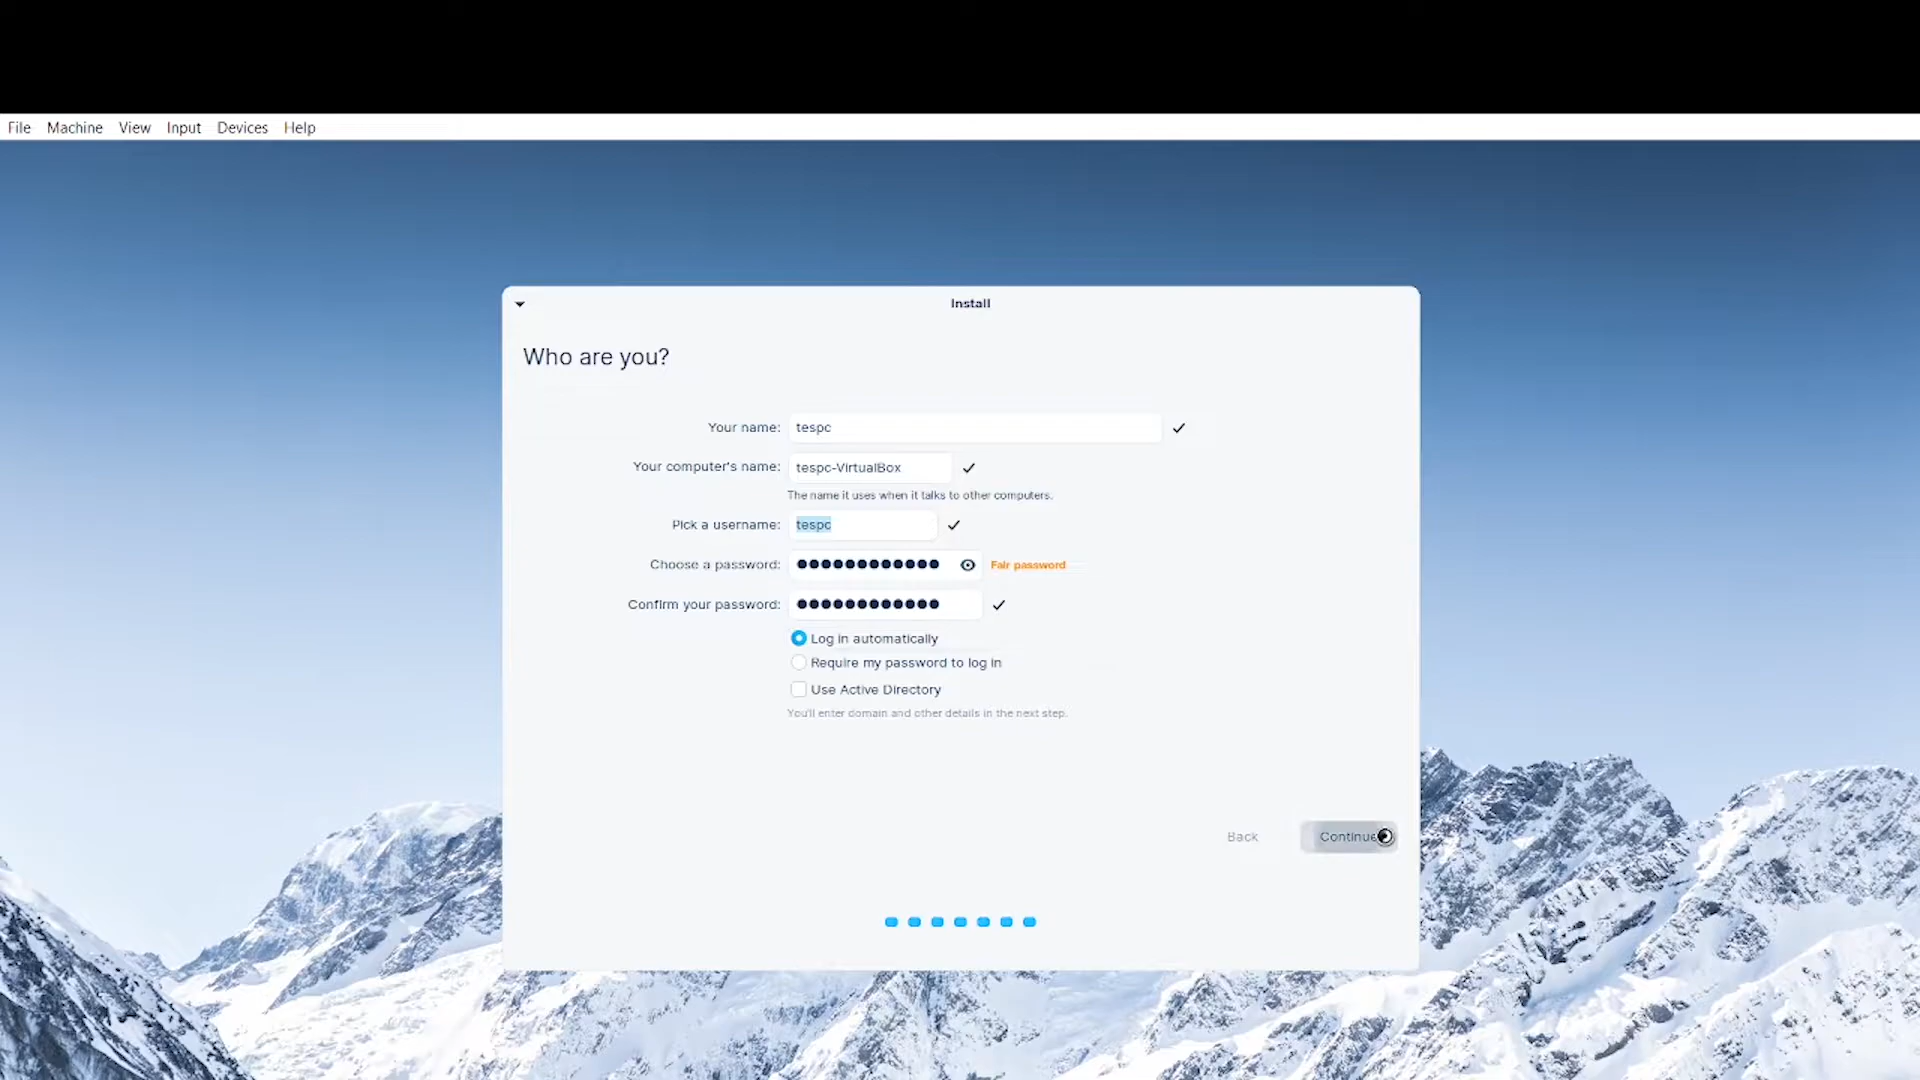 File Machine View Input Devices Help
Install
Who are you?
Your name: tespc
Your computer's name: tespc-VirtualBox
The name it uses when it talks to other computers.
Pick a username: tespc
Choose a password: ●●●●●●●●●●●● Fair password
Confirm your password: ●●●●●●●●●●●●
Log in automatically
Require my password to log in
Use Active Directory
You'll enter domain and other details in the next step.
Back Continue